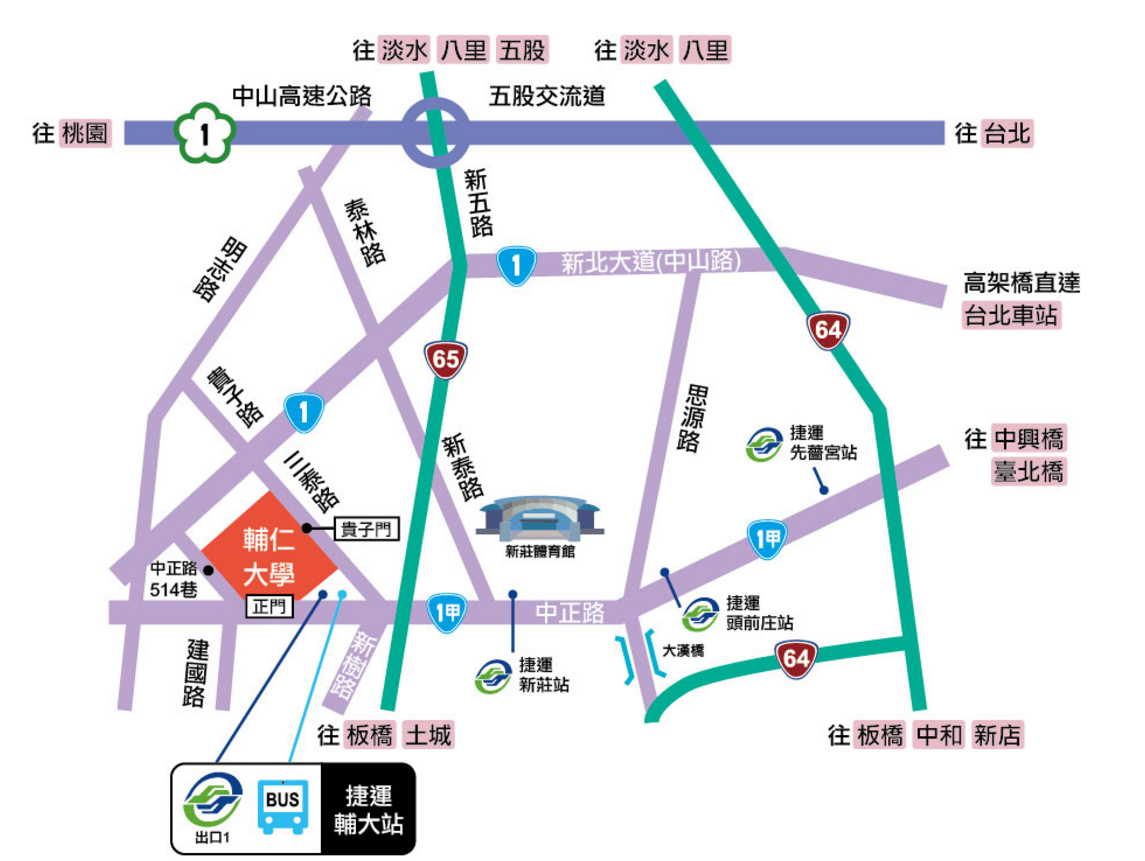 往 淡水 八里 五股
往 淡水 八里
中山高速公路
五股交流道
往 桃園
1
往 台北
新五路
泰林路
明志路
1
新北大道(中山路)
高架橋直達
台北車站
64
65
貴子路
1
思源路
捷運
先嗇宮站
往 中興橋
臺北橋
新泰路
三泰路
貴子門
輔仁
大學
新莊體育館
1甲
中正路
514巷
正門
1甲
中正路
捷運
頭前庄站
建國路
新樹路
捷運
新莊站
大漢橋
64
往 板橋 土城
往 板橋 中和 新店
BUS
出口1
捷運
輔大站